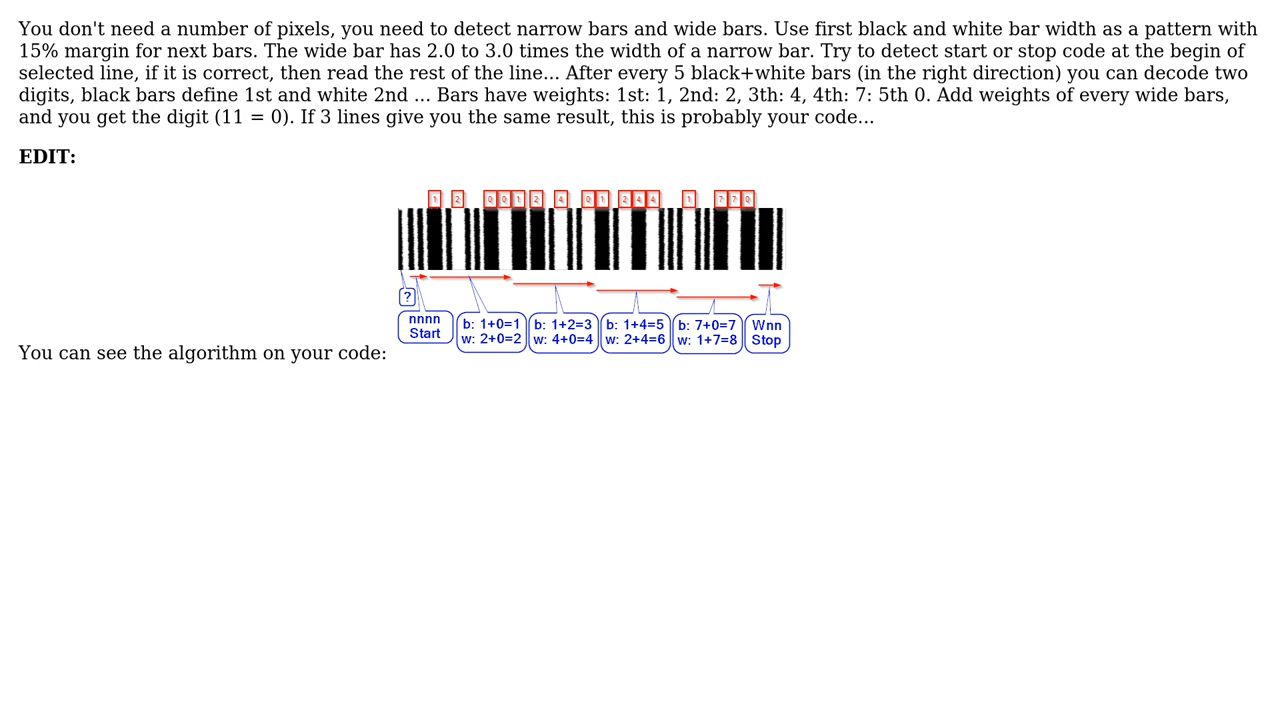 You don't need a number of pixels, you need to detect narrow bars and wide bars. Use first black and white bar width as a pattern with
15% margin for next bars. The wide bar has 2.0 to 3.0 times the width of a narrow bar. Try to detect start or stop code at the begin of
selected line, if it is correct, then read the rest of the line... After every 5 black+white bars (in the right direction) you can decode two
digits, black bars define 1st and white 2nd ... Bars have weights: 1st: 1, 2nd: 2, 3th: 4, 4th: 7: 5th 0. Add weights of every wide bars,
and you get the digit (11 = 0). If 3 lines give you the same result, this is probably your code...
EDIT:
1 2 0 0 1 2 4 0 1 2 4 4 1 7 7 0
?
nnnn b: 1+0=1 b: 1+2=3 b: 1+4=5 b: 7+0=7 Wnn
Start w: 2+0=2 w: 4+0=4 w: 2+4=6 w: 1+7=8 Stop
You can see the algorithm on your code: